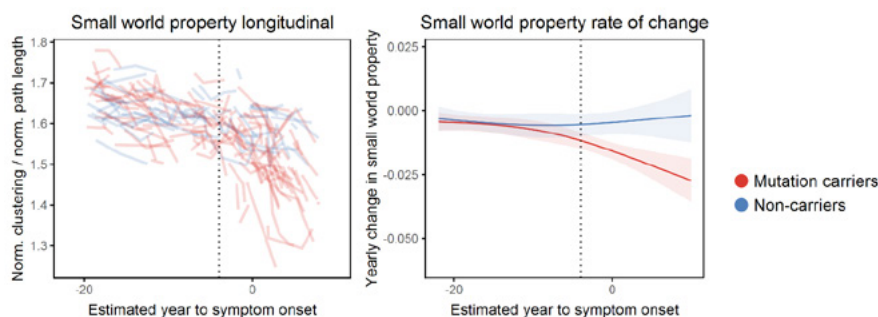 Small world property longitudinal
Norm. clustering / norm. path length
1.8
1.7
1.6
1.5
1.4
1.3
-20
0
Estimated year to symptom onset
Small world property rate of change
Yearly change in small world property
0.025
0.000
-0.025
-0.050
-20
0
Estimated year to symptom onset
Mutation carriers
Non-carriers